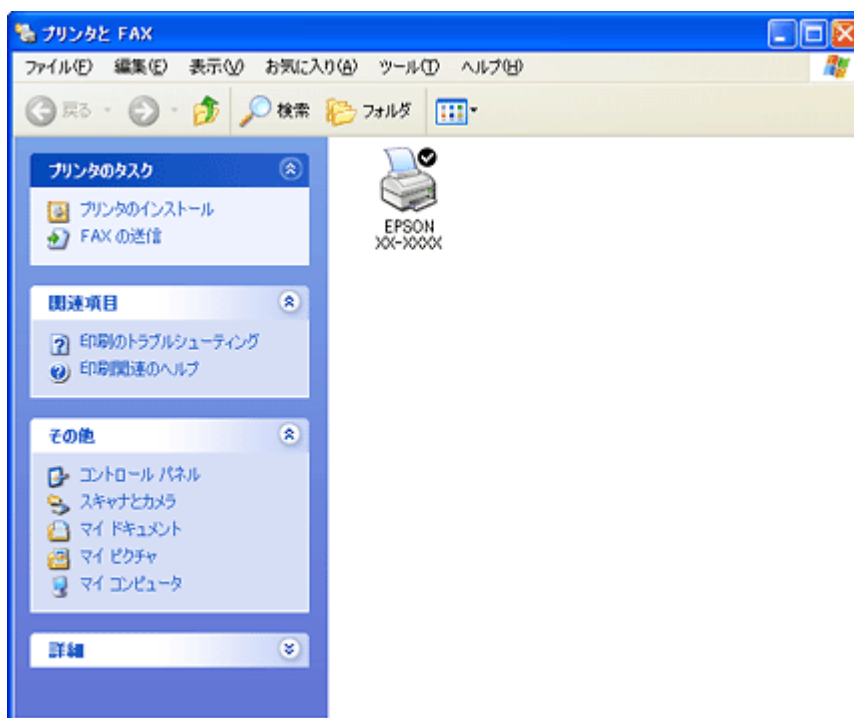 プリンタと FAX
ファイル(F) 編集(E) 表示(V) お気に入り(A) ツール(T) ヘルプ(H)
戻る 検索 フォルダ
プリンタのタスク
プリンタのインストール
FAX の送信
関連項目
印刷のトラブルシューティング
印刷関連のヘルプ
その他
コントロール パネル
スキャナとカメラ
マイ ドキュメント
マイ ピクチャ
マイ コンピュータ
詳細
EPSON
XX-XXXX